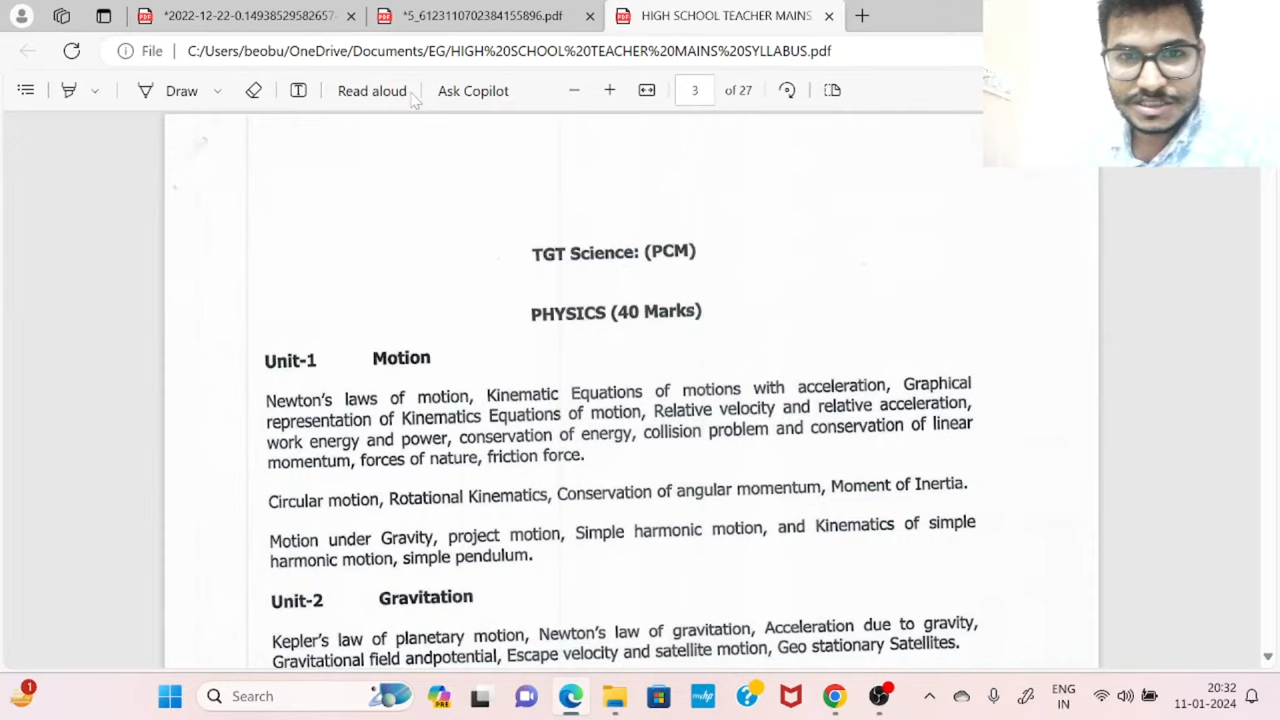 *2022-12-22-0.14938529582657-
*5_6123110702384155896.pdf
HIGH SCHOOL TEACHER MAINS
File
C:/Users/beobu/OneDrive/Documents/EG/HIGH%20SCHOOL%20TEACHER%20MAINS%20SYLLABUS.pdf
Draw
Read aloud
Ask Copilot
3 of 27
TGT Science: (PCM)
PHYSICS (40 Marks)
Unit-1 Motion
Newton's laws of motion, Kinematic Equations of motions with acceleration, Graphical
representation of Kinematics Equations of motion, Relative velocity and relative acceleration,
work energy and power, conservation of energy, collision problem and conservation of linear
momentum, forces of nature, friction force.
Circular motion, Rotational Kinematics, Conservation of angular momentum, Moment of Inertia.
Motion under Gravity, project motion, Simple harmonic motion, and Kinematics of simple
harmonic motion, simple pendulum.
Unit-2 Gravitation
Kepler's law of planetary motion, Newton's law of gravitation, Acceleration due to gravity,
Gravitational field andpotential, Escape velocity and satellite motion, Geo stationary Satellites.
1
Search
PRE
ENG
IN
20:32
11-01-2024